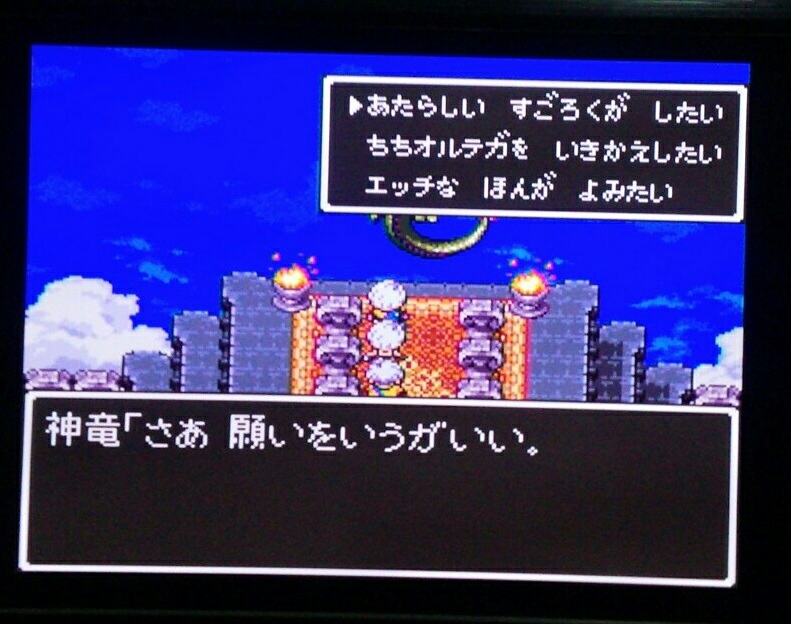 ▶あたらしい すごろくが したい
ちちオルテガを いきかえしたい
エッチな ほんが よみたい
神竜「さあ 願いをいうがいい。